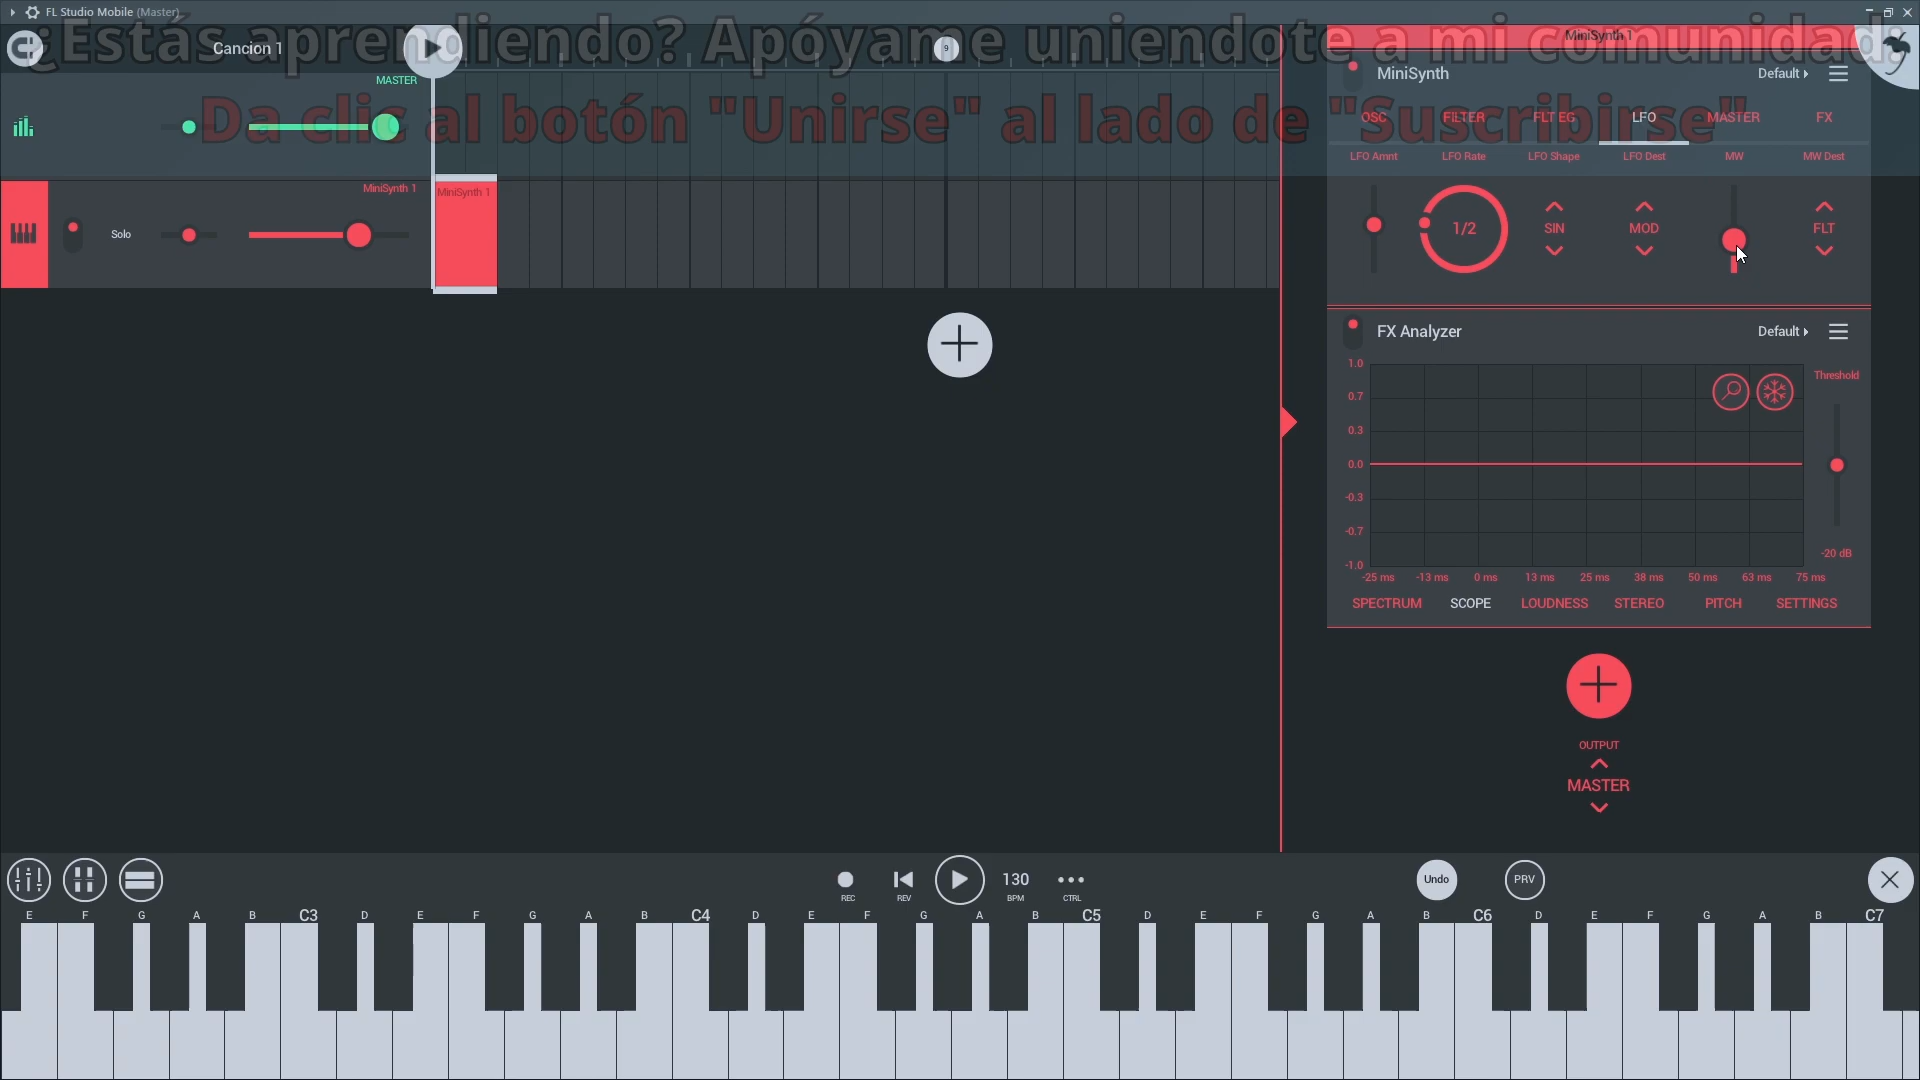 FL Studio Mobile (Master)
¿Estás aprendiendo? Apóyame uniendote a mi comunidad:
Da clic al botón "Unirse" al lado de "Suscribirse"
Cancion 1
9
MASTER
MiniSynth 1
Solo
MiniSynth 1
MiniSynth 1
MiniSynth
Default
OSC FILTER FLT EG LFO MASTER FX
LFO Amnt LFO Rate LFO Shape LFO Dest MW MW Dest
1/2 SIN MOD FLT
FX Analyzer
Default
1.0
0.7
0.3
0.0
-0.3
-0.7
-1.0
Threshold
-20 dB
-25 ms -13 ms 0 ms 13 ms 25 ms 38 ms 50 ms 63 ms 75 ms
SPECTRUM SCOPE LOUDNESS STEREO PITCH SETTINGS
OUTPUT
MASTER
130 Undo PRV
REC REV BPM CTRL
E F G A B C3 D E F G A B C4 D E F G A B C5 D E F G A B C6 D E F G A B C7